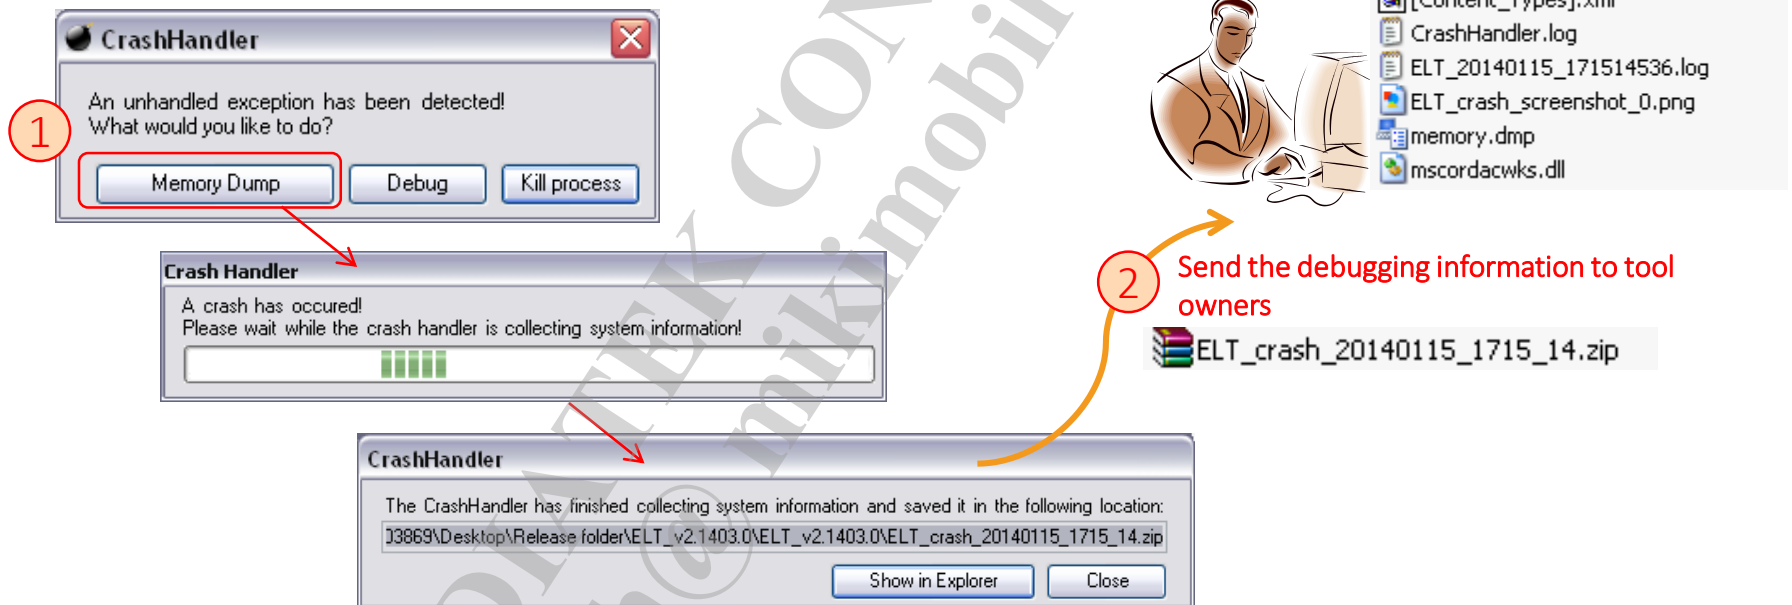 CrashHandler
An unhandled exception has been detected!
What would you like to do?
1
Memory Dump
Debug
Kill process
Crash Handler
A crash has occured!
Please wait while the crash handler is collecting system information!
CrashHandler
The CrashHandler has finished collecting system information and saved it in the following location:
03869\Desktop\Release folder\ELT_v2.1403.0\ELT_v2.1403.0\ELT_crash_20140115_1715_14.zip
Show in Explorer
Close
[Content_Types].xml
CrashHandler.log
ELT_20140115_171514536.log
ELT_crash_screenshot_0.png
memory.dmp
mscordacwks.dll
2
Send the debugging information to tool
owners
ELT_crash_20140115_1715_14.zip